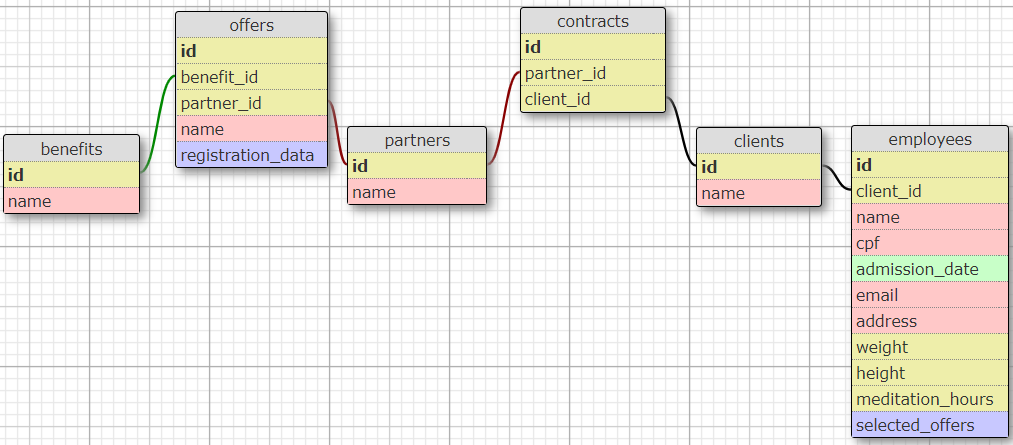 offers
id
benefit_id
partner_id
name
registration_data
contracts
id
partner_id
client_id
benefits
id
name
partners
id
name
clients
id
name
employees
id
client_id
name
cpf
admission_date
email
address
weight
height
meditation_hours
selected_offers